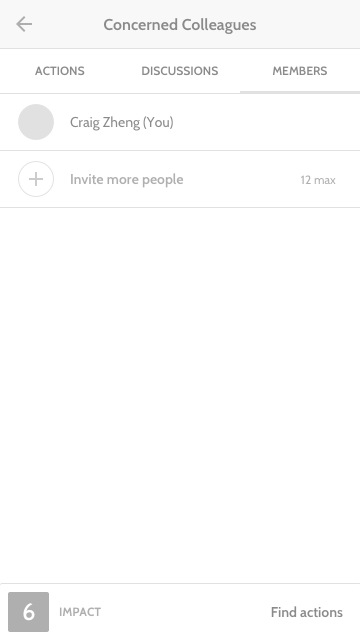 Concerned Colleagues
ACTIONS DISCUSSIONS MEMBERS
Craig Zheng (You)
Invite more people 12 max
6 IMPACT Find actions